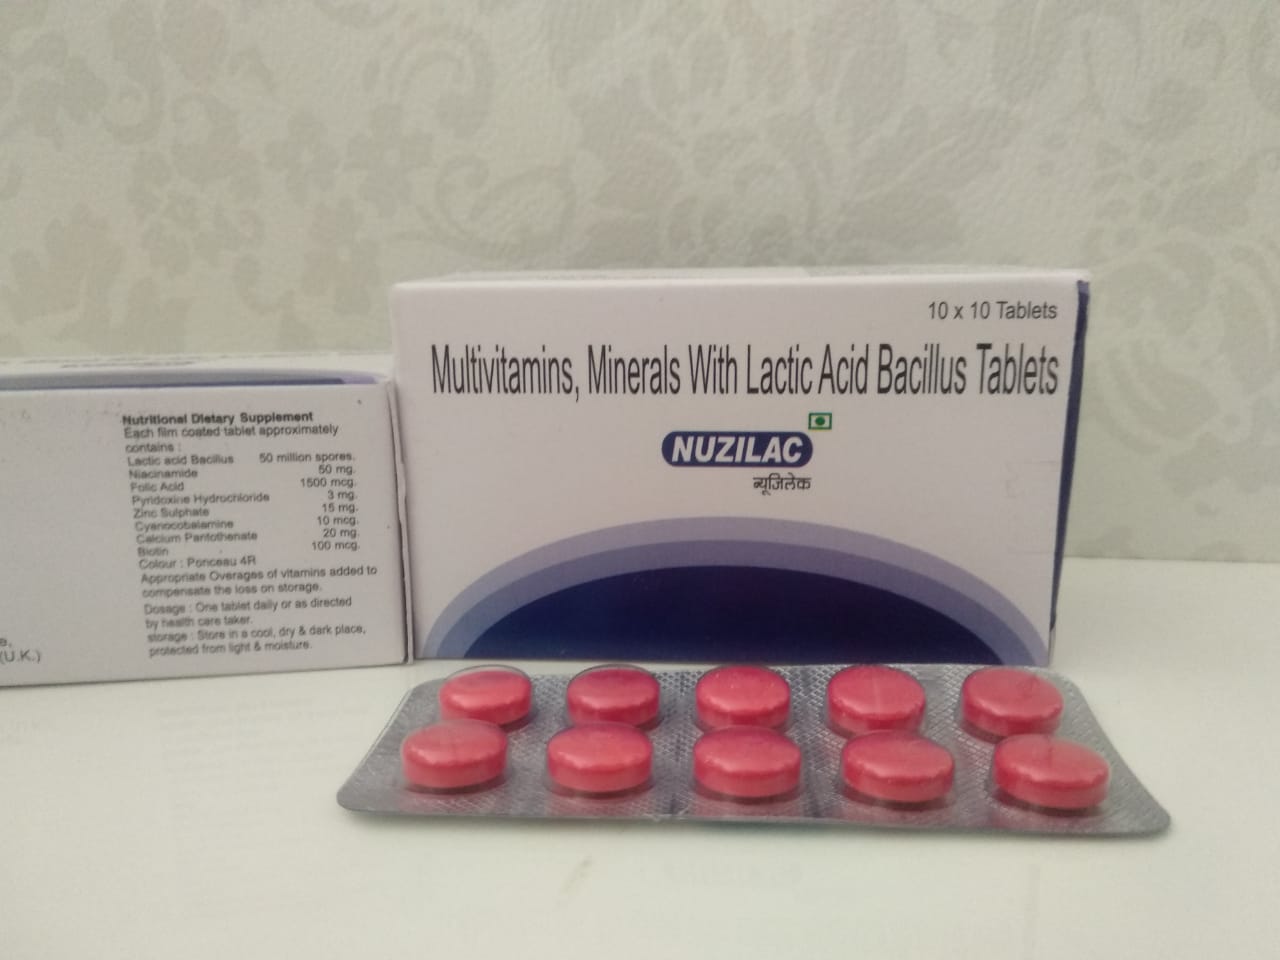 10 x 10 Tablets
Multivitamins, Minerals With Lactic Acid Bacillus Tablets
NUZILAC
न्यूजिलेक
Nutritional Dietary Supplement
Each film coated tablet approximately
contains :
Lactic acid Bacillus 50 million spores.
Niacinamide 50 mg.
Folic Acid 1500 mcg.
Pyridoxine Hydrochloride 3 mg.
Zinc Sulphate 15 mg.
Cyanocobalamine 10 mcg.
Calcium Pantothenate 20 mg.
Biotin 100 mcg.
Colour : Ponceau 4R
Appropriate Overages of vitamins added to
compensate the loss on storage.
Dosage : One tablet daily or as directed
by health care taker.
storage : Store in a cool, dry & dark place,
protected from light & moisture.
(U.K.)